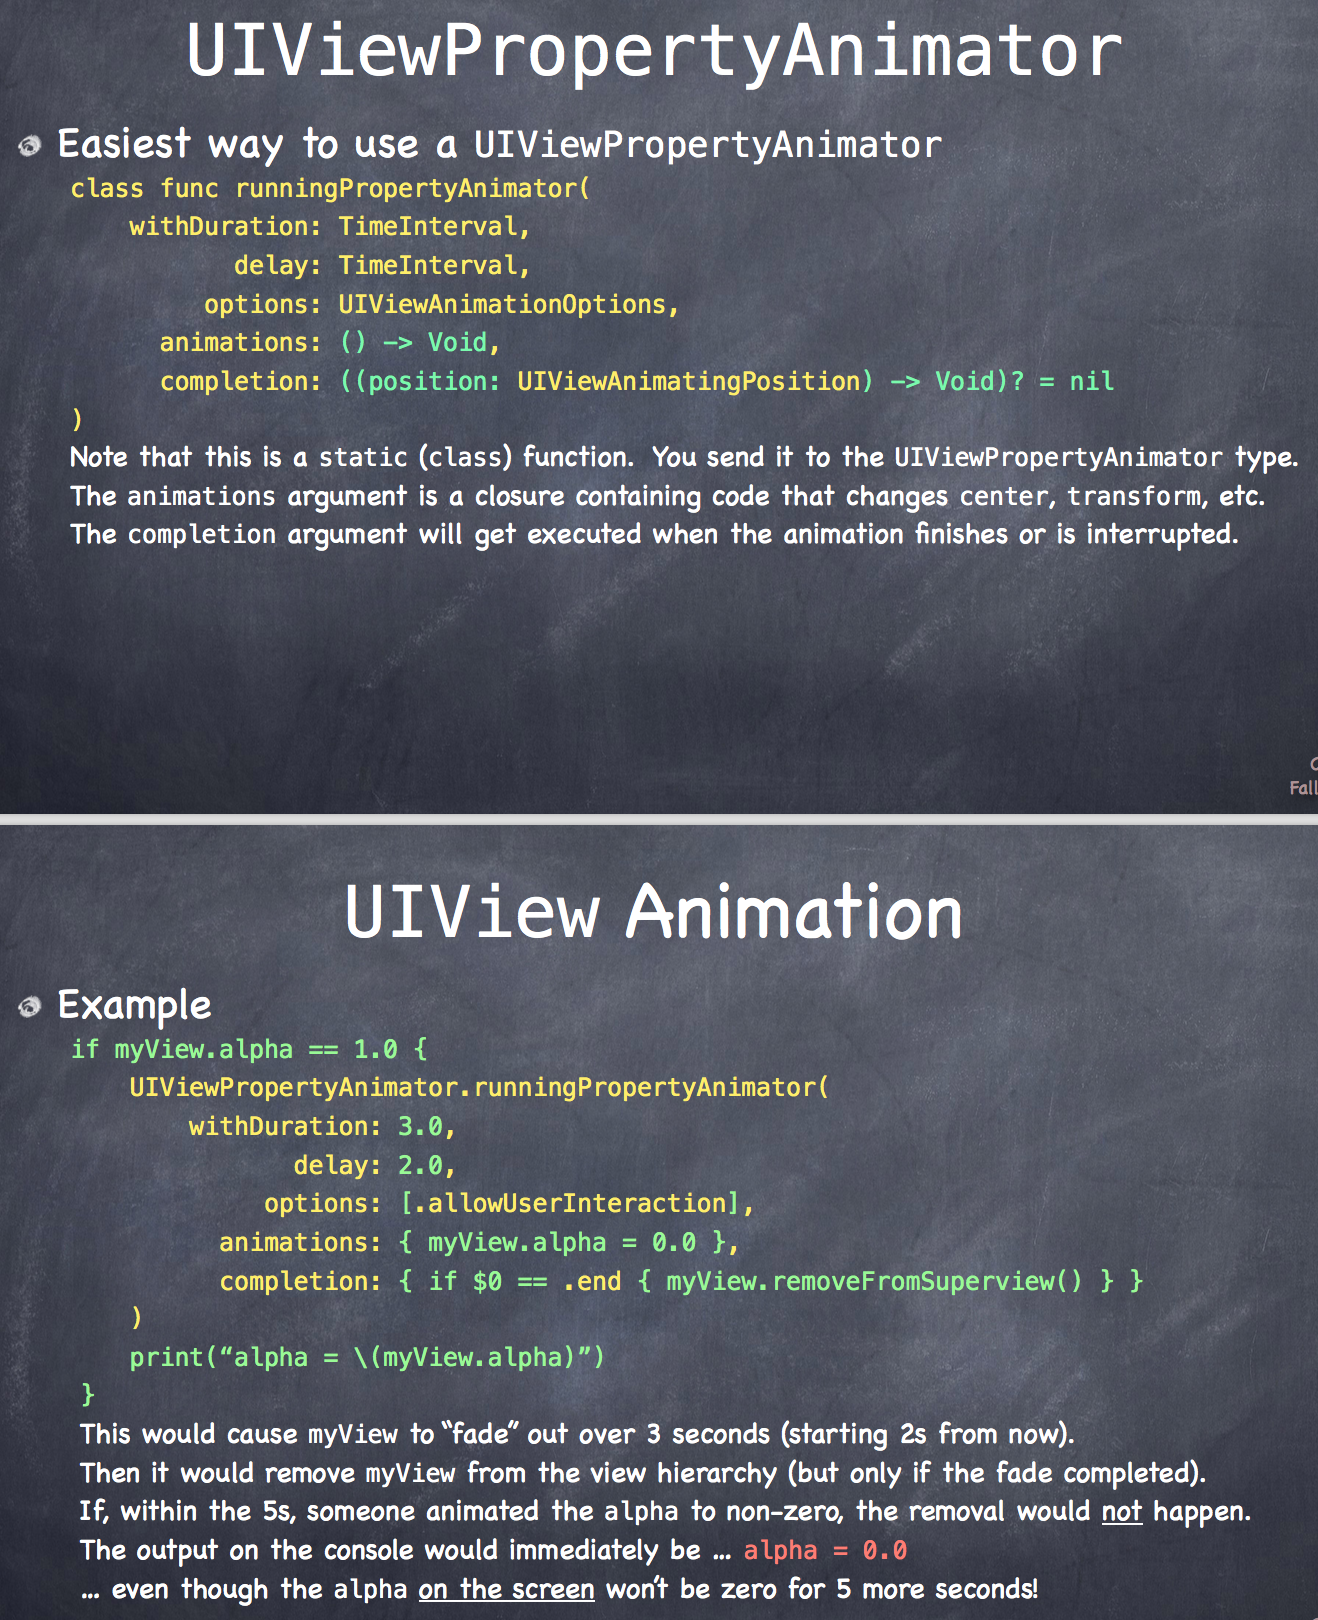 UIViewPropertyAnimator
Easiest way to use a UIViewPropertyAnimator
class func runningPropertyAnimator(
withDuration: TimeInterval,
delay: TimeInterval,
options: UIViewAnimationOptions,
animations: () -> Void,
completion: ((position: UIViewAnimatingPosition) -> Void)? = nil
)
Note that this is a static (class) function. You send it to the UIViewPropertyAnimator type.
The animations argument is a closure containing code that changes center, transform, etc.
The completion argument will get executed when the animation finishes or is interrupted.
Fall
UIView Animation
Example
if myView.alpha == 1.0 {
UIViewPropertyAnimator.runningPropertyAnimator(
withDuration: 3.0,
delay: 2.0,
options: [.allowUserInteraction],
animations: { myView.alpha = 0.0 },
completion: { if $0 == .end { myView.removeFromSuperview() } }
)
print(“alpha = \(myView.alpha)”)
}
This would cause myView to “fade” out over 3 seconds (starting 2s from now).
Then it would remove myView from the view hierarchy (but only if the fade completed).
If, within the 5s, someone animated the alpha to non-zero, the removal would not happen.
The output on the console would immediately be ... alpha = 0.0
... even though the alpha on the screen won’t be zero for 5 more seconds!